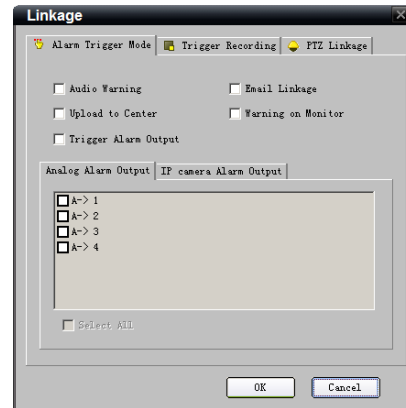 Linkage
Alarm Trigger Mode Trigger Recording PTZ Linkage
Audio Warning Email Linkage
Upload to Center Warning on Monitor
Trigger Alarm Output
Analog Alarm Output IP camera Alarm Output
A-> 1
A-> 2
A-> 3
A-> 4
Select All
OK Cancel